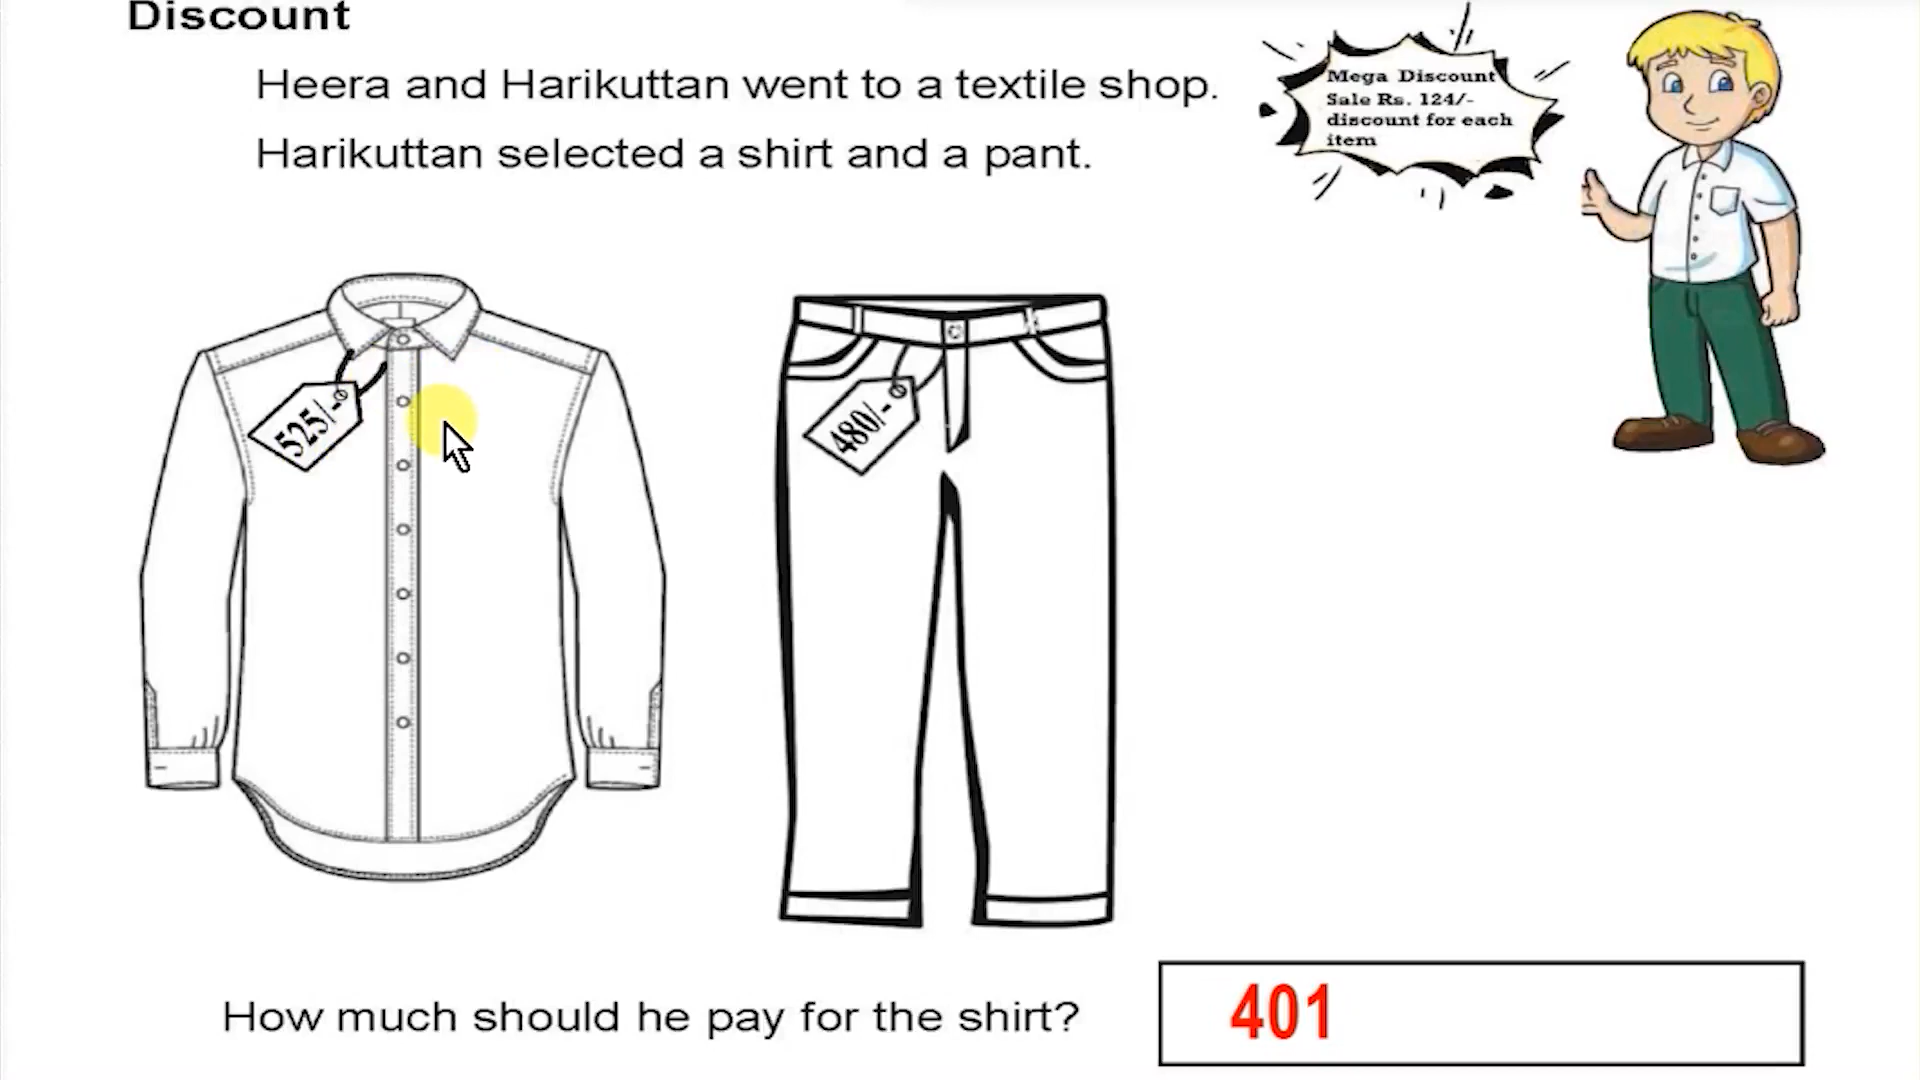 Discount
Heera and Harikuttan went to a textile shop.
Harikuttan selected a shirt and a pant.
Mega Discount
Sale Rs. 124/-
discount for each
item
525/-
480/-
How much should he pay for the shirt?
401